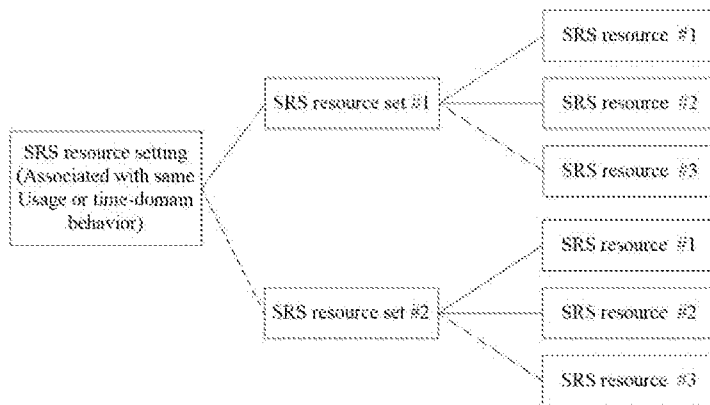 SRS resource setting
(Associated with same
Usage or time-domain
behavior)
SRS resource set #1
SRS resource #1
SRS resource #2
SRS resource #3
SRS resource set #2
SRS resource #1
SRS resource #2
SRS resource #3